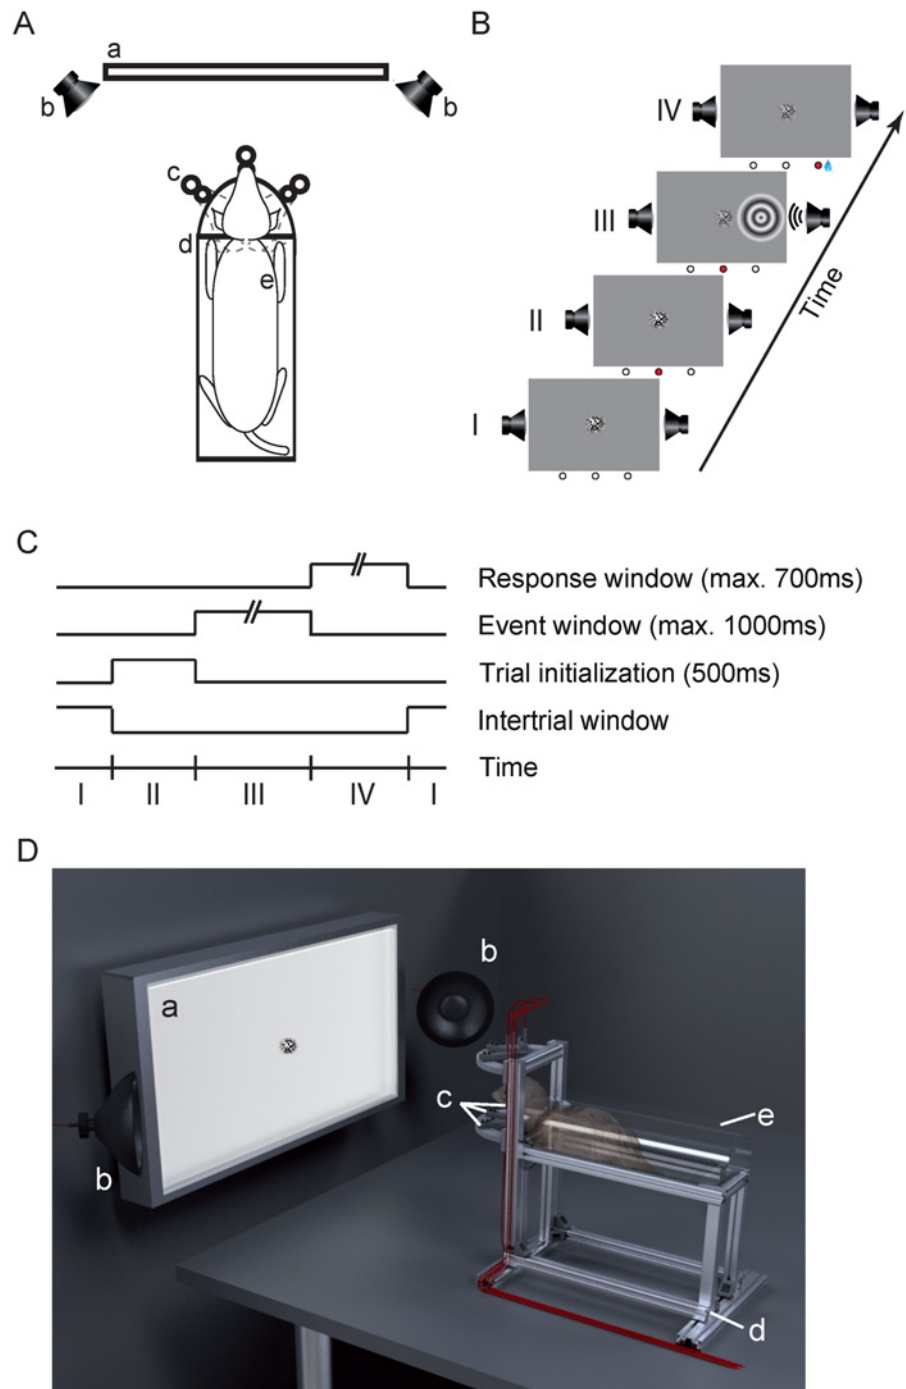 A
a
b
b
c
d
e
B
IV
III
II
I
Time
C
Response window (max. 700ms)
Event window (max. 1000ms)
Trial initialization (500ms)
Intertrial window
Time
I II III IV I
D
a
b
b
c
e
d